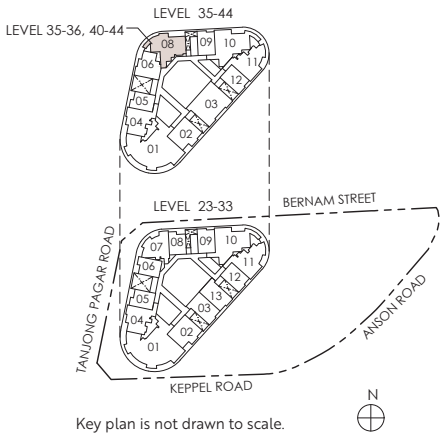 LEVEL 35-44
LEVEL 35-36, 40-44
08
09
10
06
11
12
05
03
04
02
01
LEVEL 23-33
BERNAM STREET
TANJONG PAGAR ROAD
07
08
09
10
06
11
12
05
13
03
04
02
01
ANSON ROAD
KEPPEL ROAD
N
Key plan is not drawn to scale.